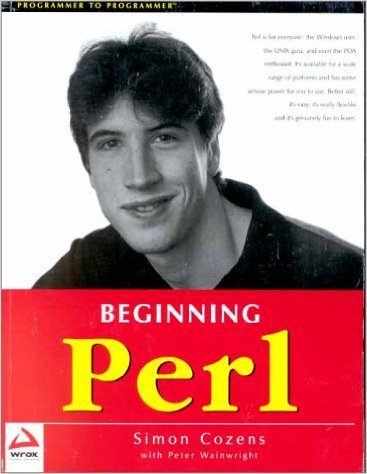 PROGRAMMER TO PROGRAMMER™
Perl is for everyone: the Windows user,
the UNIX guru, and even the PDA
enthusiast. It's available for a wide
range of platforms and has some
serious power for you to use. Better still,
it's easy, it's really flexible
and it's genuinely fun to learn.
BEGINNING
Perl
Simon Cozens
with Peter Wainwright
wrox